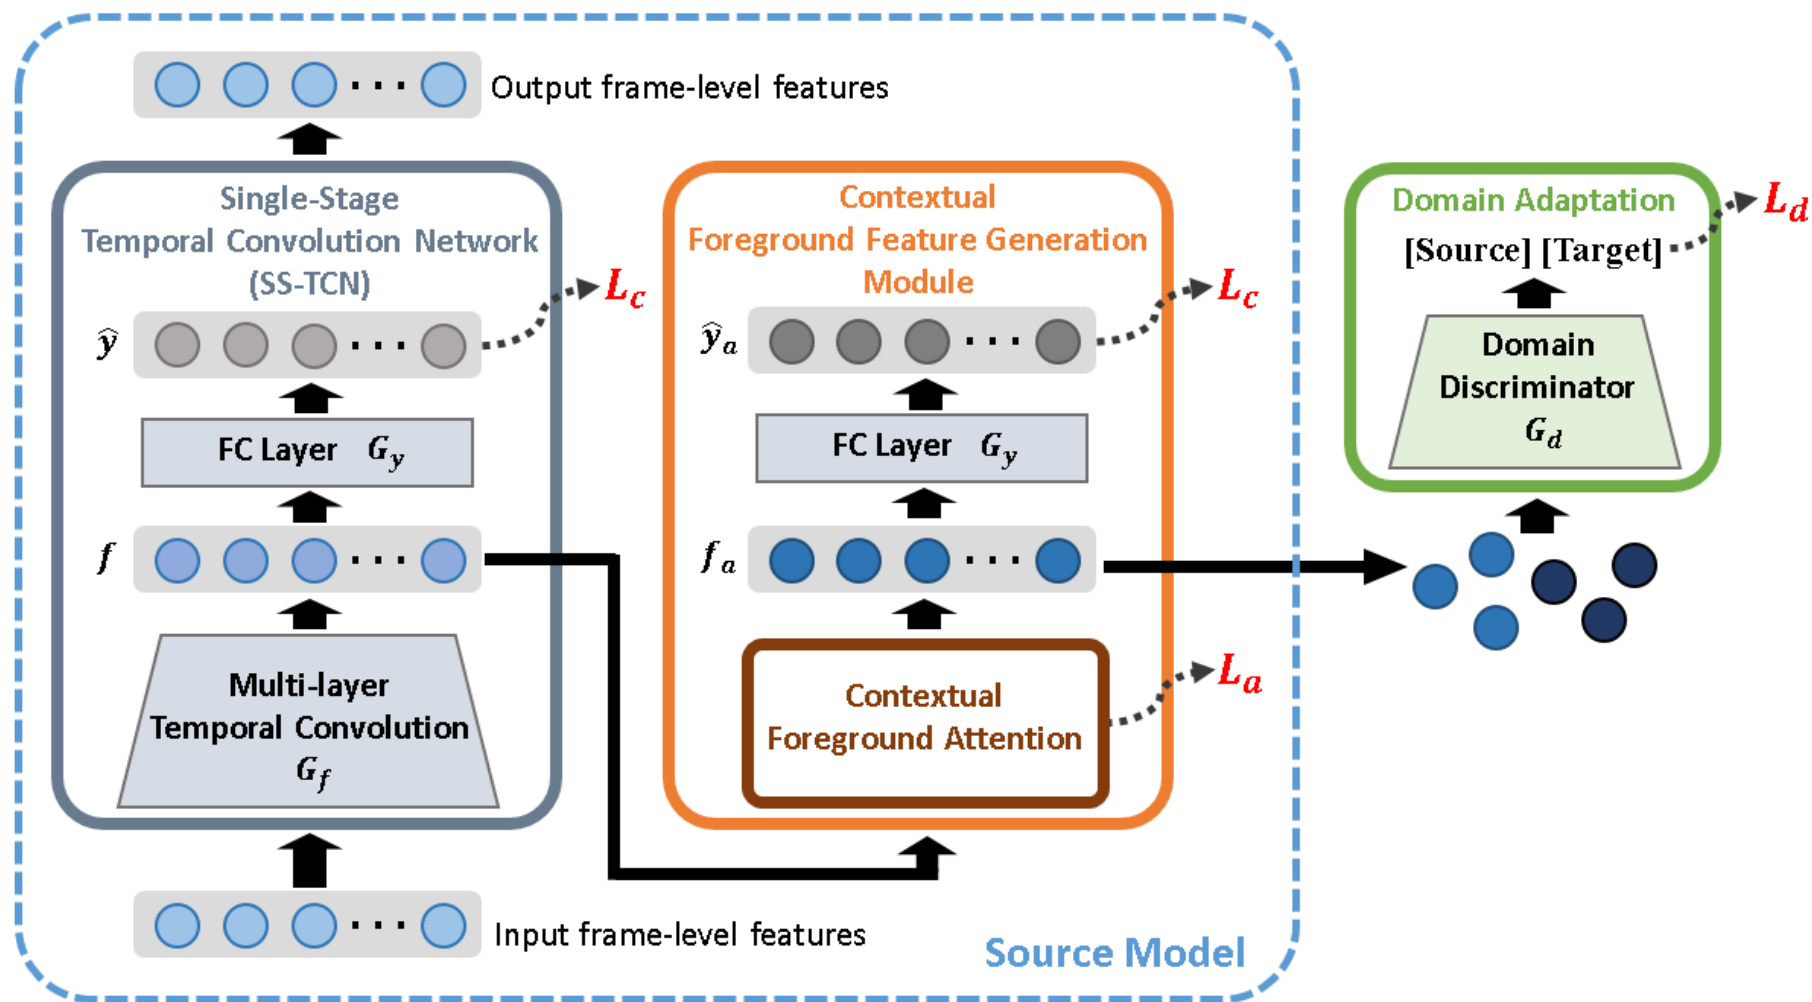 Output frame-level features
Single-Stage
Temporal Convolution Network
(SS-TCN)
L_c
ŷ
FC Layer G_y
f
Multi-layer
Temporal Convolution
G_f
Input frame-level features
Contextual
Foreground Feature Generation
Module
L_c
ŷ_a
FC Layer G_y
f_a
Contextual
Foreground Attention
L_a
Source Model
Domain Adaptation
L_d
[Source] [Target]
Domain
Discriminator
G_d